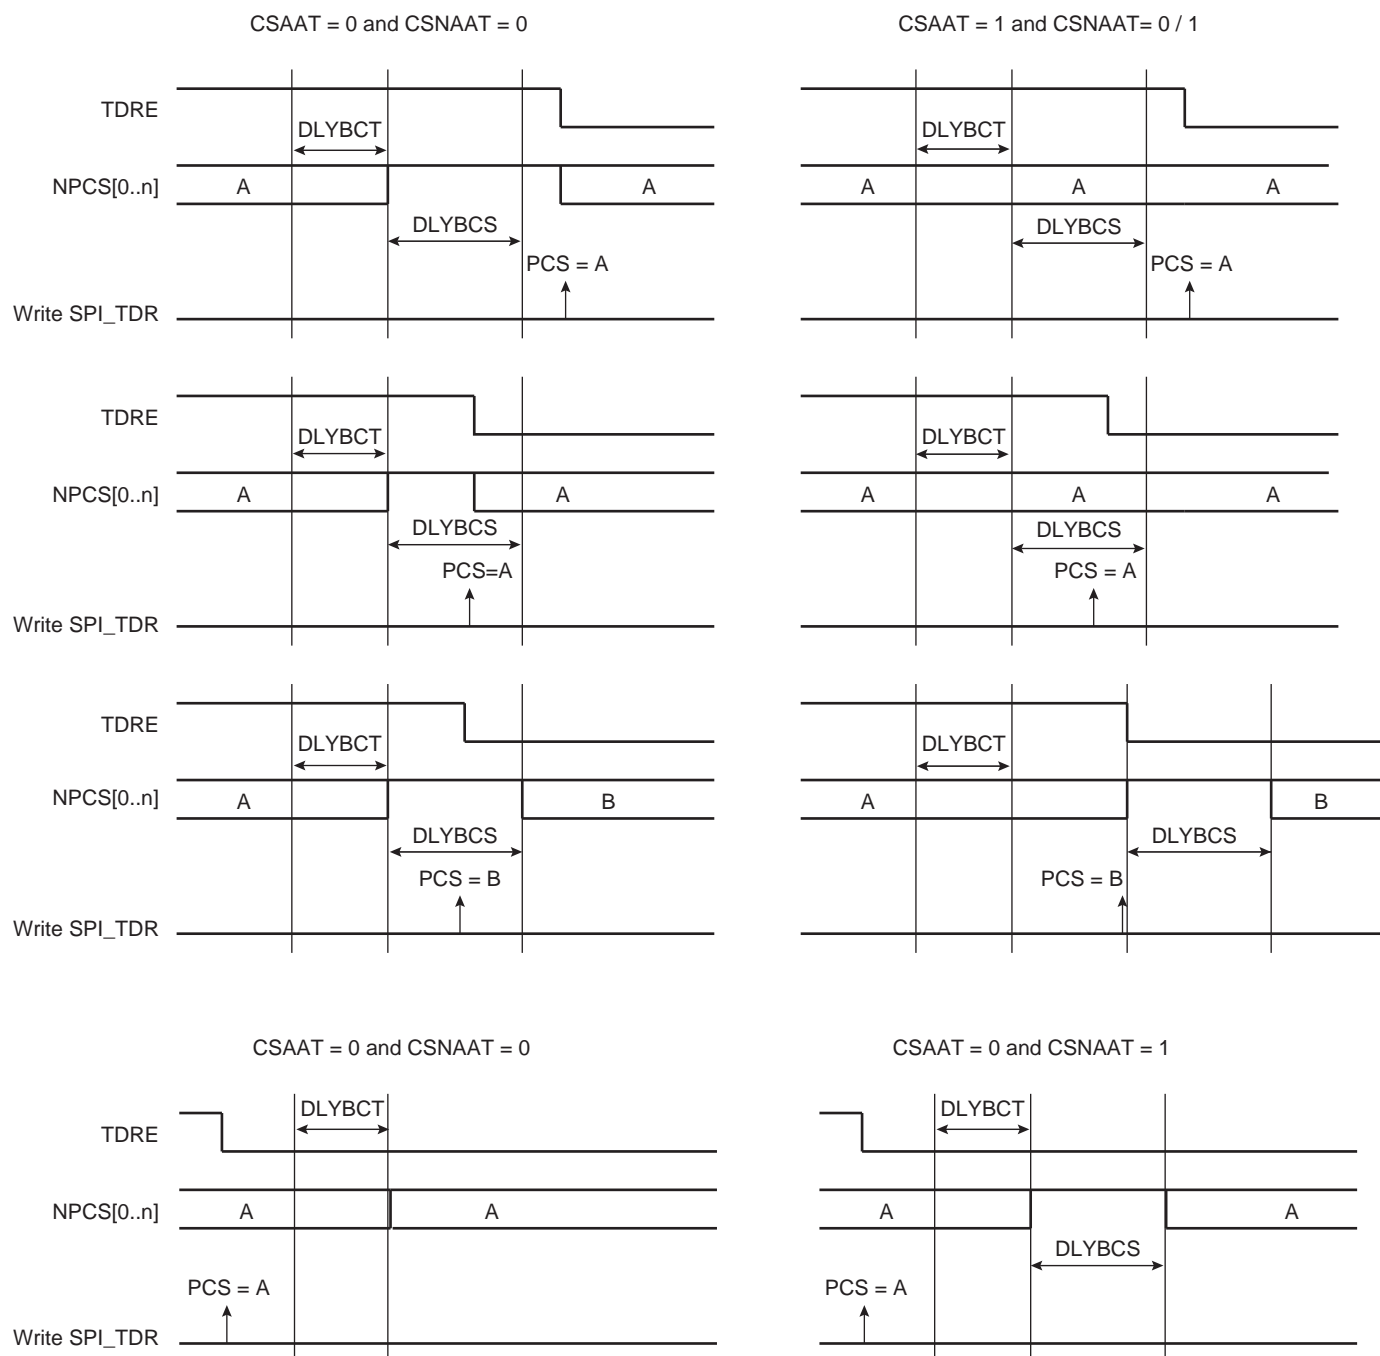 CSAAT = 0 and CSNAAT = 0
CSAAT = 1 and CSNAAT= 0 / 1
TDRE
DLYBCT
DLYBCT
NPCS[0..n]
A
A
A
A
A
DLYBCS
DLYBCS
PCS = A
PCS = A
Write SPI_TDR
TDRE
DLYBCT
DLYBCT
NPCS[0..n]
A
A
A
A
A
DLYBCS
DLYBCS
PCS=A
PCS = A
Write SPI_TDR
TDRE
DLYBCT
DLYBCT
NPCS[0..n]
A
B
A
B
DLYBCS
DLYBCS
PCS = B
PCS = B
Write SPI_TDR
CSAAT = 0 and CSNAAT = 0
CSAAT = 0 and CSNAAT = 1
DLYBCT
DLYBCT
TDRE
NPCS[0..n]
A
A
A
A
DLYBCS
PCS = A
PCS = A
Write SPI_TDR